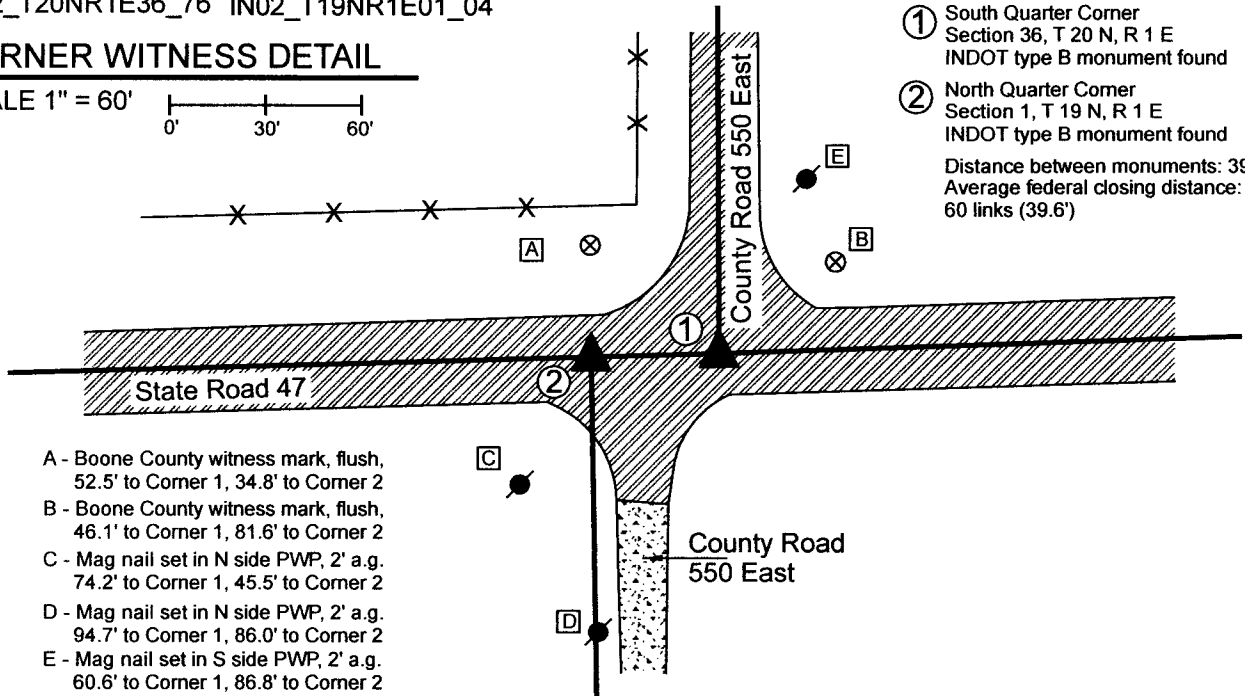 2_T20NR1E36_76 IN02_T19NR1E01_04
RNER WITNESS DETAIL
ALE 1" = 60'
0' 30' 60'
1 South Quarter Corner
Section 36, T 20 N, R 1 E
INDOT type B monument found
2 North Quarter Corner
Section 1, T 19 N, R 1 E
INDOT type B monument found
Distance between monuments: 39
Average federal closing distance:
60 links (39.6')
County Road 550 East
E
A
B
1
2
State Road 47
C
D
County Road
550 East
A - Boone County witness mark, flush,
52.5' to Corner 1, 34.8' to Corner 2
B - Boone County witness mark, flush,
46.1' to Corner 1, 81.6' to Corner 2
C - Mag nail set in N side PWP, 2' a.g.
74.2' to Corner 1, 45.5' to Corner 2
D - Mag nail set in N side PWP, 2' a.g.
94.7' to Corner 1, 86.0' to Corner 2
E - Mag nail set in S side PWP, 2' a.g.
60.6' to Corner 1, 86.8' to Corner 2